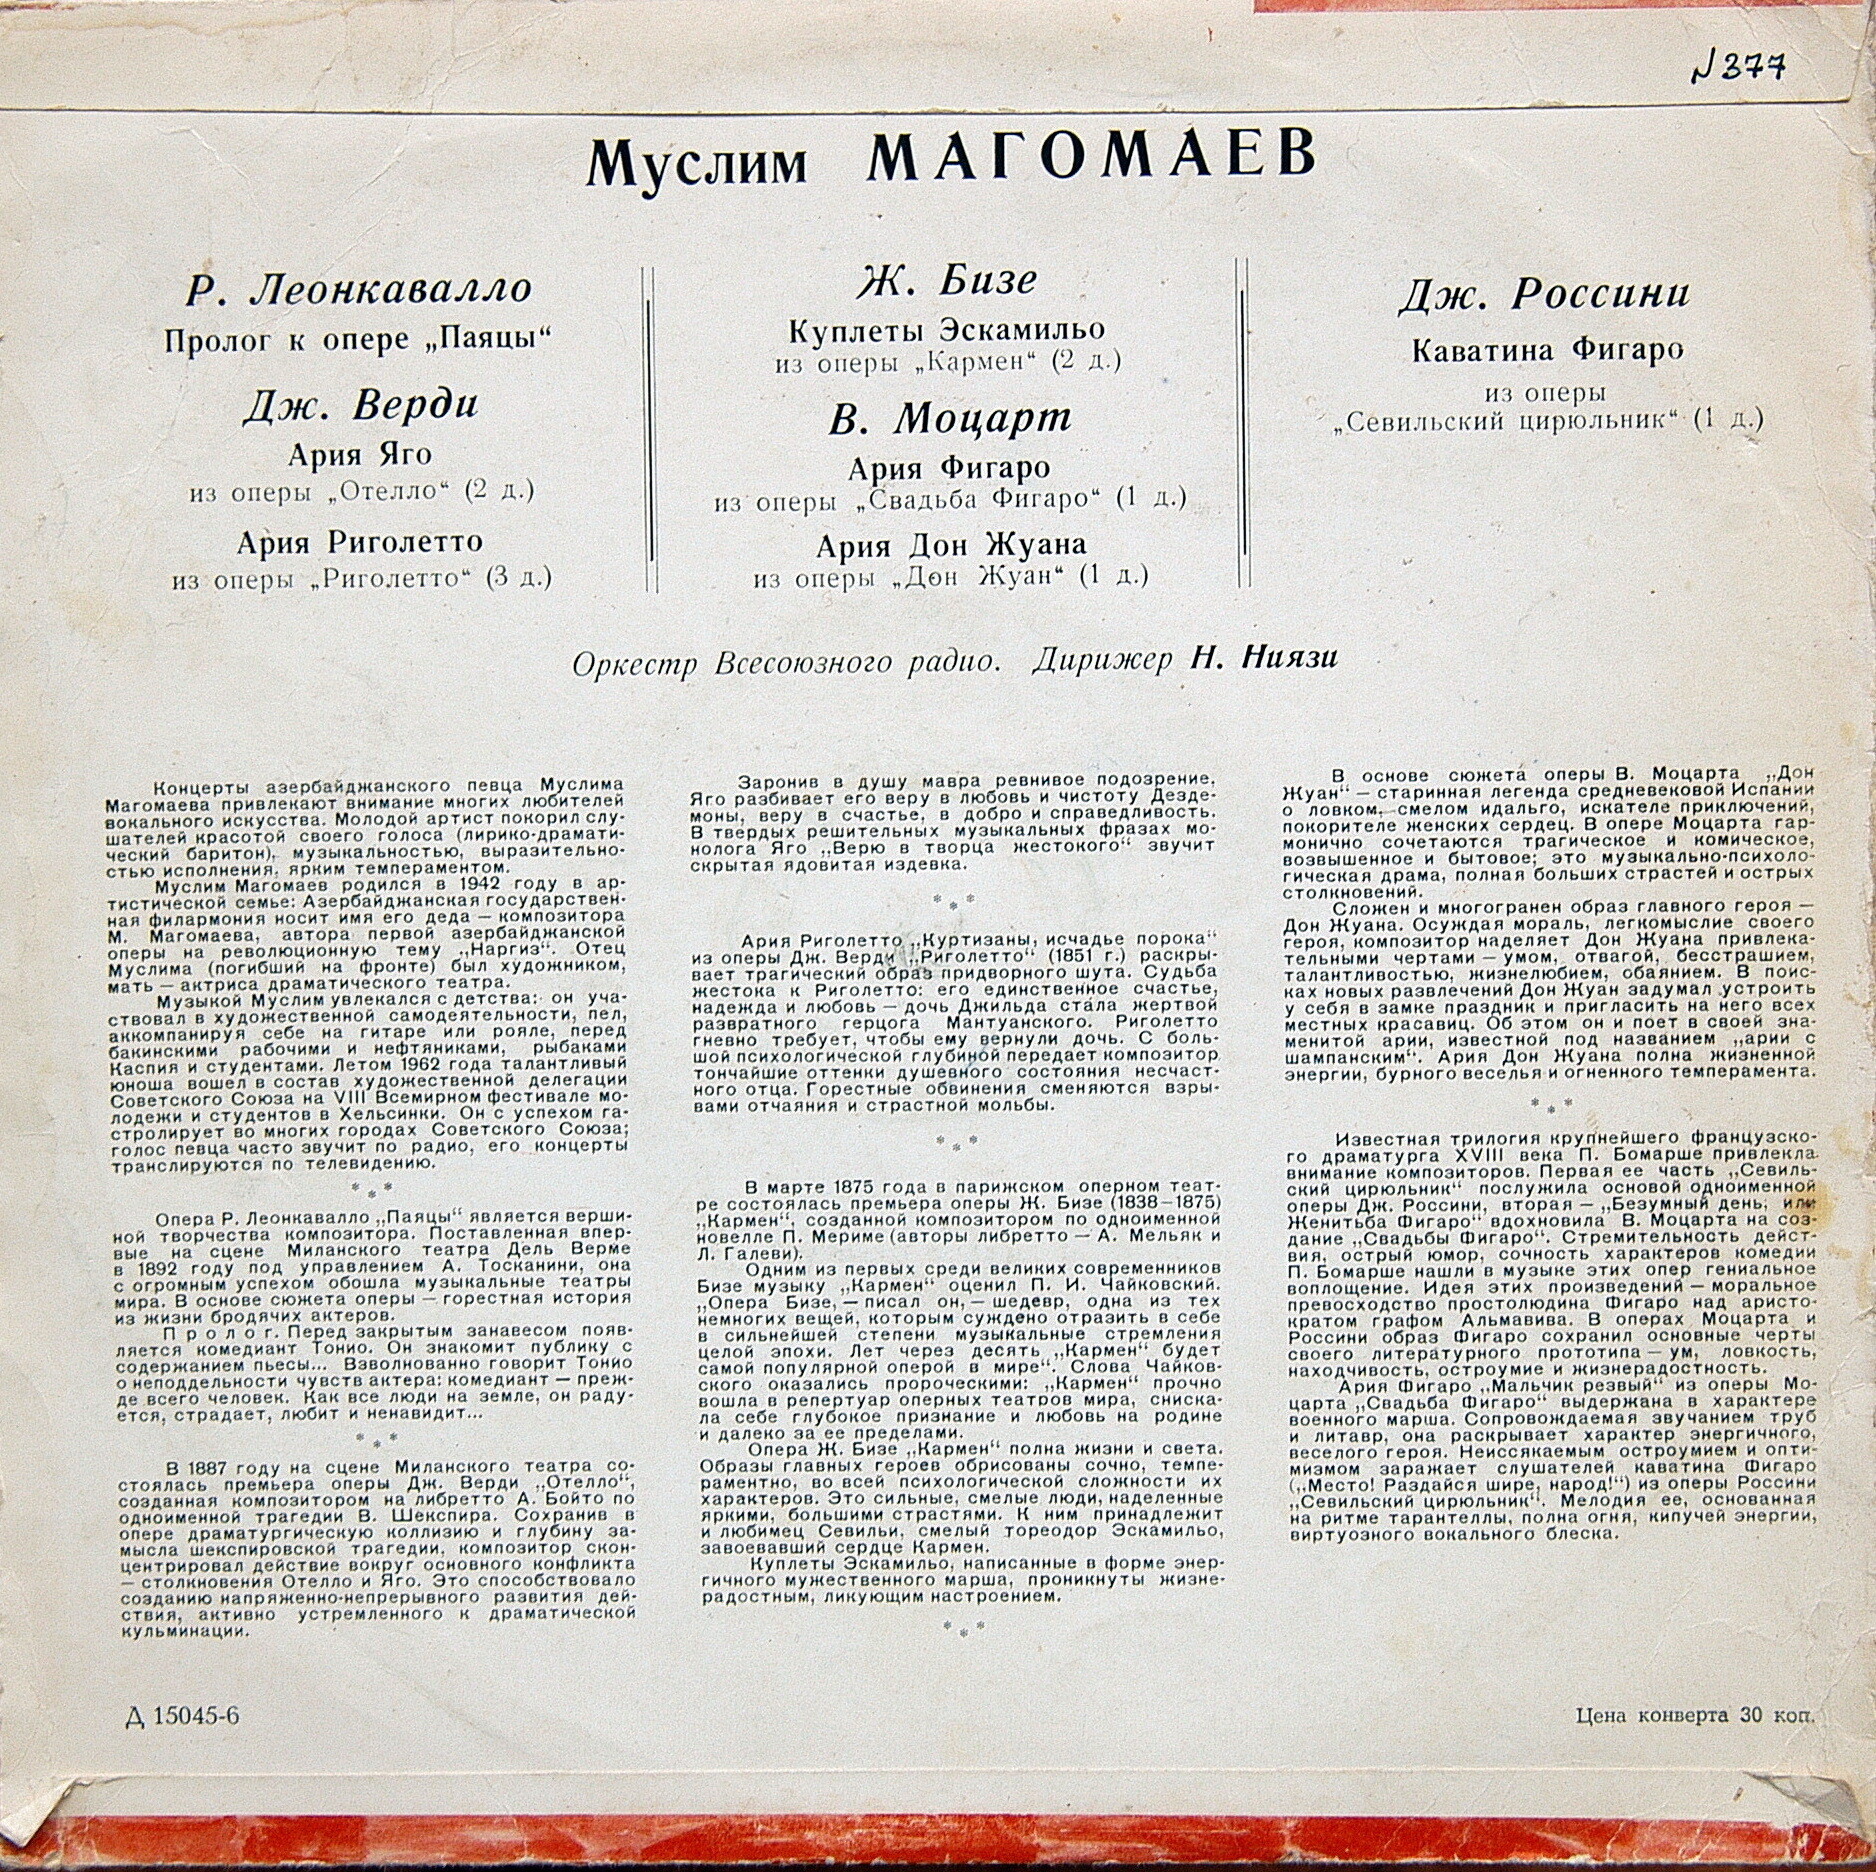 № 377
Муслим МАГОМАЕВ
Р. Леонкавалло
Пролог к опере „Паяцы“
Дж. Верди
Ария Яго
из оперы „Отелло“ (2 д.)
Ария Риголетто
из оперы „Риголетто“ (3 д.)
Ж. Бизе
Куплеты Эскамильо
из оперы „Кармен“ (2 д.)
В. Моцарт
Ария Фигаро
из оперы „Свадьба Фигаро“ (1 д.)
Ария Дон Жуана
из оперы „Дон Жуан“ (1 д.)
Дж. Россини
Каватина Фигаро
из оперы
„Севильский цирюльник“ (1 д.)
Оркестр Всесоюзного радио. Дирижер Н. Ниязи
Концерты азербайджанского певца Муслима
Магомаева привлекают внимание многих любителей
вокального искусства. Молодой артист покорил слу-
шателей красотой своего голоса (лирико-драмати-
ческий баритон), музыкальностью, выразительно-
стью исполнения, ярким темпераментом.
Муслим Магомаев родился в 1942 году в ар-
тистической семье: Азербайджанская государствен-
ная филармония носит имя его деда — композитора
М. Магомаева, автора первой азербайджанской
оперы на революционную тему „Наргиз“. Отец
Муслима (погибший на фронте) был художником,
мать — актриса драматического театра.
Музыкой Муслим увлекался с детства: он уча-
ствовал в художественной самодеятельности, пел,
аккомпанируя себе на гитаре или рояле, перед
бакинскими рабочими и нефтяниками, рыбаками
Каспия и студентами. Летом 1962 года талантливый
юноша вошел в состав художественной делегации
Советского Союза на VIII Всемирном фестивале мо-
лодежи и студентов в Хельсинки. Он с успехом га-
стролирует во многих городах Советского Союза;
голос певца часто звучит по радио, его концерты
транслируются по телевидению.
* * *
Опера Р. Леонкавалло „Паяцы“ является верши-
ной творчества композитора. Поставленная впер-
вые на сцене Миланского театра Дель Верме
в 1892 году под управлением А. Тосканини, она
с огромным успехом обошла музыкальные театры
мира. В основе сюжета оперы — горестная история
из жизни бродячих актеров.
Пролог. Перед закрытым занавесом появ-
ляется комедиант Тонио. Он знакомит публику с
содержанием пьесы... Взволнованно говорит Тонио
о неподдельности чувств актера: комедиант — преж-
де всего человек. Как все люди на земле, он раду-
ется, страдает, любит и ненавидит...
* * *
В 1887 году на сцене Миланского театра со-
стоялась премьера оперы Дж. Верди „Отелло“,
созданная композитором на либретто А. Бойто по
одноименной трагедии В. Шекспира. Сохранив в
опере драматургическую коллизию и глубину за-
мысла шекспировской трагедии, композитор скон-
центрировал действие вокруг основного конфликта
— столкновения Отелло и Яго. Это способствовало
созданию напряженно-непрерывного развития дей-
ствия, активно устремленного к драматической
кульминации.
Заронив в душу мавра ревнивое подозрение,
Яго разбивает его веру в любовь и чистоту Дезде-
моны, веру в счастье, в добро и справедливость.
В твердых решительных музыкальных фразах мо-
нолога Яго „Верю в творца жестокого“ звучит
скрытая ядовитая издевка.
* * *
Ария Риголетто „Куртизаны, исчадье порока“
из оперы Дж. Верди „Риголетто“ (1851 г.) раскры-
вает трагический образ придворного шута. Судьба
жестока к Риголетто: его единственное счастье,
надежда и любовь — дочь Джильда стала жертвой
развратного герцога Мантуанского. Риголетто
гневно требует, чтобы ему вернули дочь. С боль-
шой психологической глубиной передает композитор
тончайшие оттенки душевного состояния несчаст-
ного отца. Горестные обвинения сменяются взры-
вами отчаяния и страстной мольбы.
* * *
В марте 1875 года в парижском оперном теат-
ре состоялась премьера оперы Ж. Бизе (1838—1875)
„Кармен“, созданной композитором по одноименной
новелле П. Мериме (авторы либретто — А. Мельяк и
Л. Галеви).
Одним из первых среди великих современников
Бизе музыку „Кармен“ оценил П. И. Чайковский.
„Опера Бизе, — писал он, — шедевр, одна из тех
немногих вещей, которым суждено отразить в себе
в сильнейшей степени музыкальные стремления
целой эпохи. Лет через десять „Кармен“ будет
самой популярной оперой в мире“. Слова Чайков-
ского оказались пророческими: „Кармен“ прочно
вошла в репертуар оперных театров мира, сниска-
ла себе глубокое признание и любовь на родине
и далеко за ее пределами.
Опера Ж. Бизе „Кармен“ полна жизни и света.
Образы главных героев обрисованы сочно, темпе-
раментно, во всей психологической сложности их
характеров. Это сильные, смелые люди, наделенные
яркими, большими страстями. К ним принадлежит
и любимец Севильи, смелый тореодор Эскамильо,
завоевавший сердце Кармен.
Куплеты Эскамильо, написанные в форме энер-
гичного мужественного марша, проникнуты жизне-
радостным, ликующим настроением.
* * *
В основе сюжета оперы В. Моцарта „Дон
Жуан“ — старинная легенда средневековой Испании
о ловком, смелом идальго, искателе приключений,
покорителе женских сердец. В опере Моцарта гар-
монично сочетаются трагическое и комическое,
возвышенное и бытовое; это музыкально-психоло-
гическая драма, полная больших страстей и острых
столкновений.
Сложен и многогранен образ главного героя —
Дон Жуана. Осуждая мораль, легкомыслие своего
героя, композитор наделяет Дон Жуана привлека-
тельными чертами — умом, отвагой, бесстрашием,
талантливостью, жизнелюбием, обаянием. В поис-
ках новых развлечений Дон Жуан задумал устроить
у себя в замке праздник и пригласить на него всех
местных красавиц. Об этом он и поет в своей зна-
менитой арии, известной под названием „арии с
шампанским“. Ария Дон Жуана полна жизненной
энергии, бурного веселья и огненного темперамента.
* * *
Известная трилогия крупнейшего французско-
го драматурга XVIII века П. Бомарше привлекла
внимание композиторов. Первая ее часть „Севиль-
ский цирюльник“ послужила основой одноименной
оперы Дж. Россини, вторая — „Безумный день, или
Женитьба Фигаро“ вдохновила В. Моцарта на соз-
дание „Свадьбы Фигаро“. Стремительность дейст-
вия, острый юмор, сочность характеров комедии
П. Бомарше нашли в музыке этих опер гениальное
воплощение. Идея этих произведений — моральное
превосходство простолюдина Фигаро над аристо-
кратом графом Альмавива. В операх Моцарта и
Россини образ Фигаро сохранил основные черты
своего литературного прототипа — ум, ловкость,
находчивость, остроумие и жизнерадостность.
Ария Фигаро „Мальчик резвый“ из оперы Мо-
царта „Свадьба Фигаро“ выдержана в характере
военного марша. Сопровождаемая звучанием труб
и литавр, она раскрывает характер энергичного,
веселого героя. Неиссякаемым остроумием и опти-
мизмом заражает слушателей каватина Фигаро
(„Место! Раздайся шире, народ!“) из оперы Россини
„Севильский цирюльник“. Мелодия ее, основанная
на ритме тарантеллы, полна огня, кипучей энергии,
виртуозного вокального блеска.
Д 15045-6
Цена конверта 30 коп.